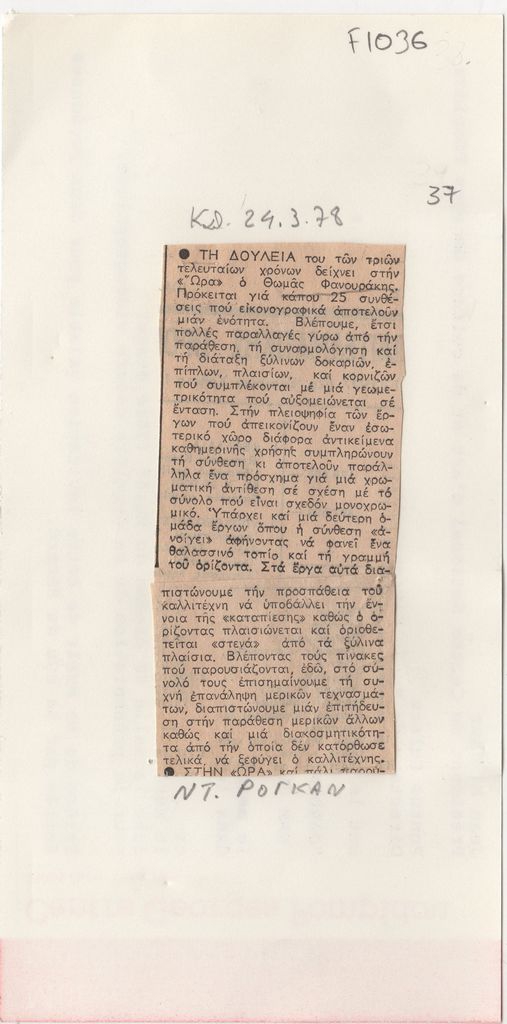 F1036
37
ΚΔ. 24.3.78
● ΤΗ ΔΟΥΛΕΙΑ του τῶν τριῶν
τελευταίων χρόνων δείχνει στήν
«Ὥρα» ὁ Θωμᾶς Φανουράκης.
Πρόκειται γιά κάπου 25 συνθέ-
σεις πού εἰκονογραφικά ἀποτελοῦν
μιάν ἑνότητα. Βλέπουμε, ἔτσι
πολλές παραλλαγές γύρω ἀπό τήν
παράθεση, τή συναρμολόγηση καί
τή διάταξη ξύλινων δοκαριῶν, ἐ-
πίπλων, πλαισίων, καί κορνιζῶν
πού συμπλέκονται μέ μιά γεωμε-
τρικότητα πού αὐξομειώνεται σέ
ἔνταση. Στήν πλειοψηφία τῶν ἔρ-
γων πού ἀπεικονίζουν ἕναν ἐσω-
τερικό χῶρο διάφορα ἀντικείμενα
καθημερινῆς χρήσης συμπληρώνουν
τή σύνθεση κι ἀποτελοῦν παράλ-
ληλα ἕνα πρόσχημα γιά μιά χρω-
ματική ἀντίθεση σέ σχέση μέ τό
σύνολο πού εἶναι σχεδόν μονοχρω-
μικό. Ὑπάρχει καί μιά δεύτερη ὁ-
μάδα ἔργων ὅπου ἡ σύνθεση «ἀ-
νοίγει» ἀφήνοντας νά φανεῖ ἕνα
θαλασσινό τοπίο καί τή γραμμή
τοῦ ὁρίζοντα. Στά ἔργα αὐτά δια-
πιστώνουμε τήν προσπάθεια τοῦ
καλλιτέχνη νά ὑποβάλλει την ἔν-
νοια τῆς «καταπίεσης» καθώς ὁ ὁ-
ρίζοντας πλαισιώνεται καί ὁριοθε-
τεῖται «στενά» ἀπό τά ξύλινα
πλαίσια. Βλέποντας τούς πίνακες
πού παρουσιάζονται, ἐδῶ, στό σύ-
νολό τους ἐπισημαίνουμε τή συ-
χνή ἐπανάληψη μερικῶν τεχνασμά-
των, διαπιστώνουμε μιάν ἐπιτήδευ-
ση στήν παράθεση μερικῶν ἄλλων
καθώς καί μιά διακοσμητικότη-
τα ἀπό τήν ὁποία δέν κατόρθωσε
τελικά, νά ξεφύγει ὁ καλλιτέχνης.
● ΣΤΗΝ «ΩΡΑ» καί πάλι παρου-
ΝΤ. ΡΟΓΚΑΝ
Centre Georges Pompidou